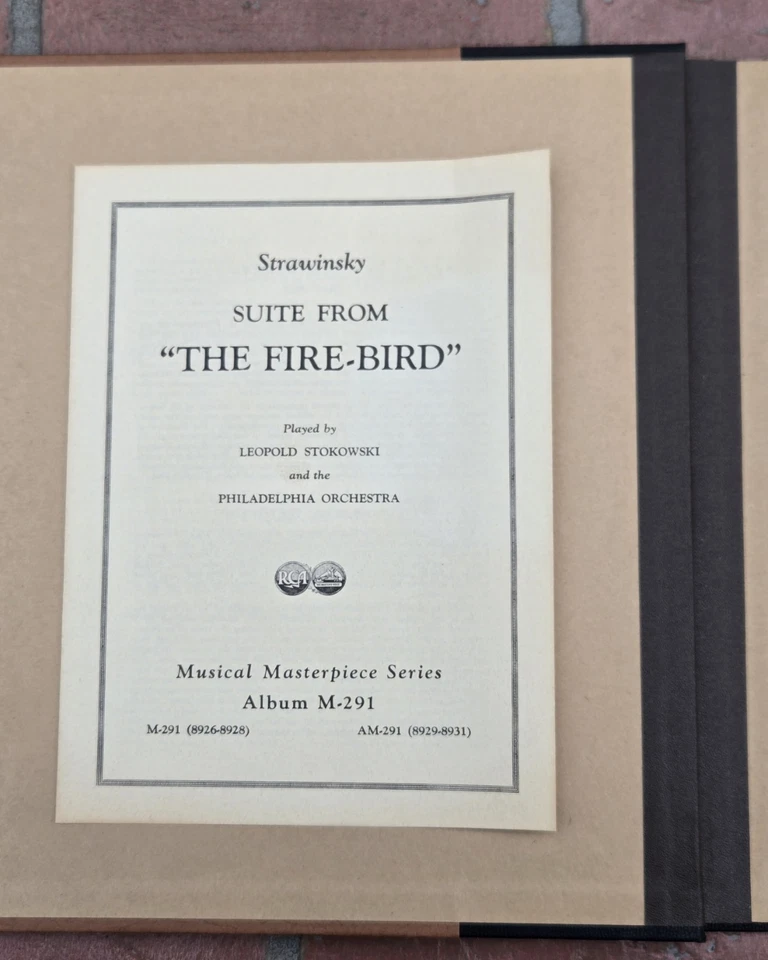 Strawinsky
SUITE FROM
“THE FIRE-BIRD”
Played by
LEOPOLD STOKOWSKI
and the
PHILADELPHIA ORCHESTRA
RCA
Musical Masterpiece Series
Album M-291
M-291 (8926-8928) AM-291 (8929-8931)